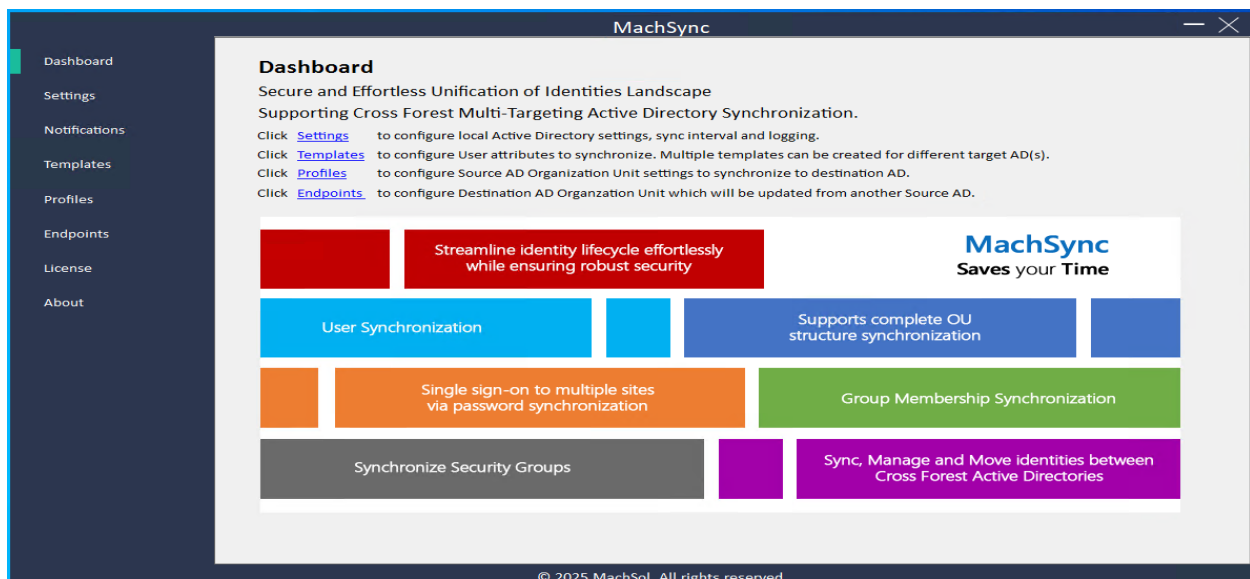 MachSync
Dashboard
Settings
Notifications
Templates
Profiles
Endpoints
License
About
Dashboard
Secure and Effortless Unification of Identities Landscape
Supporting Cross Forest Multi-Targeting Active Directory Synchronization.
Click Settings to configure local Active Directory settings, sync interval and logging.
Click Templates to configure User attributes to synchronize. Multiple templates can be created for different target AD(s).
Click Profiles to configure Source AD Organization Unit settings to synchronize to destination AD.
Click Endpoints to configure Destination AD Organzation Unit which will be updated from another Source AD.
Streamline identity lifecycle effortlessly
while ensuring robust security
MachSync
Saves your Time
User Synchronization
Supports complete OU
structure synchronization
Single sign-on to multiple sites
via password synchronization
Group Membership Synchronization
Synchronize Security Groups
Sync, Manage and Move identities between
Cross Forest Active Directories
© 2025 MachSol. All rights reserved